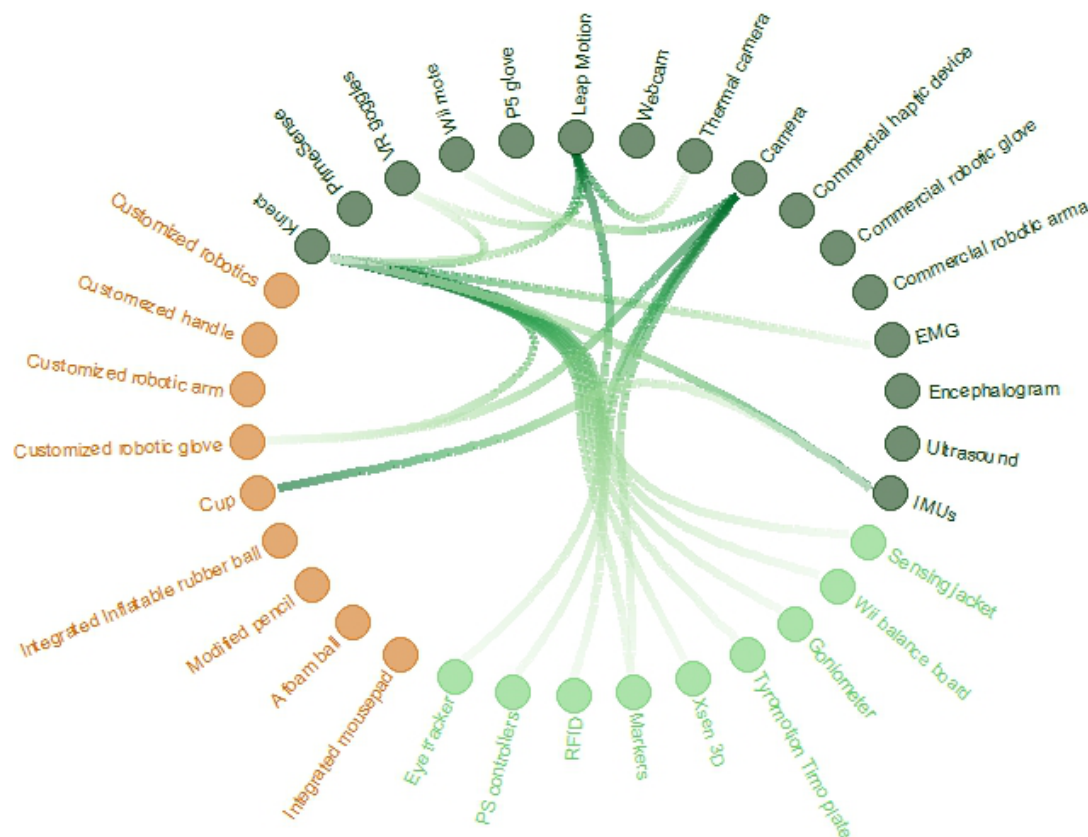 Kinect
PrimeSense
VR goggles
Wii mote
P5 glove
Leap Motion
Webcam
Thermal camera
Camera
Commercial haptic device
Commercial robotic glove
Commercial robotic arma
EMG
Encephalogram
Ultrasound
IMUs
Sensing jacket
Wii balance board
Goniometer
Tyromotion Timo plate
Xsen 3D
Markers
RFID
PS controllers
Eye tracker
Integrated mousepad
A foam ball
Modified pencil
Integrated Inflatable rubber ball
Cup
Customized robotic glove
Customized robotic arm
Customezed handle
Customized robotics